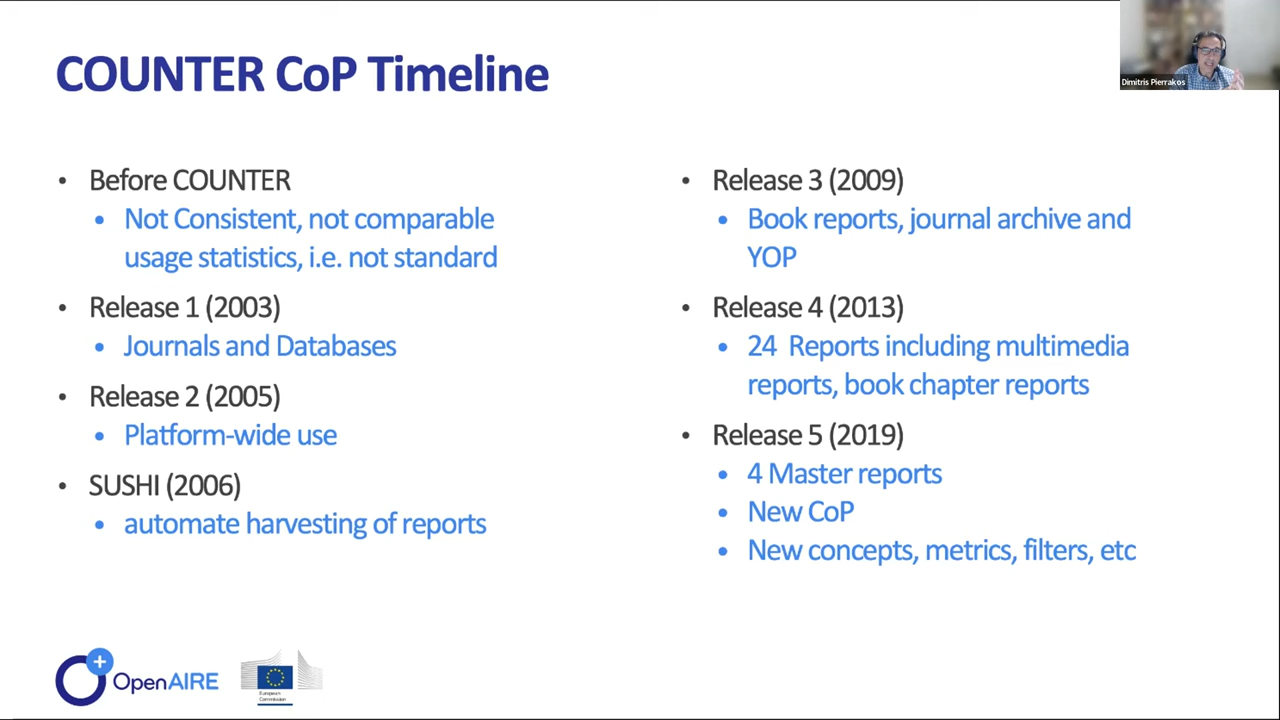 COUNTER CoP Timeline
Dimitris Pierrakos
Before COUNTER
Not Consistent, not comparable
usage statistics, i.e. not standard
Release 1 (2003)
Journals and Databases
Release 2 (2005)
Platform-wide use
SUSHI (2006)
automate harvesting of reports
Release 3 (2009)
Book reports, journal archive and
YOP
Release 4 (2013)
24 Reports including multimedia
reports, book chapter reports
Release 5 (2019)
4 Master reports
New CoP
New concepts, metrics, filters, etc
OpenAIRE
European
Commission